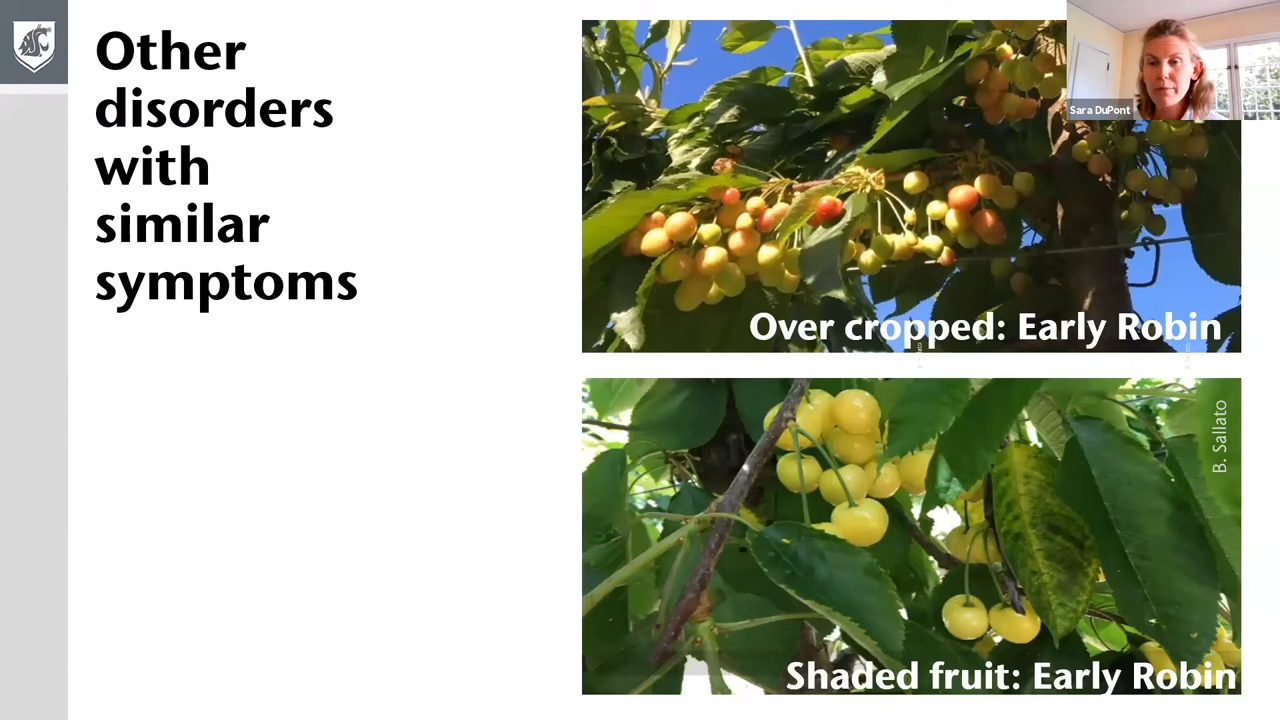 Other
disorders
with
similar
symptoms
Sara DuPont
Over cropped: Early Robin
B. Sallato
Shaded fruit: Early Robin